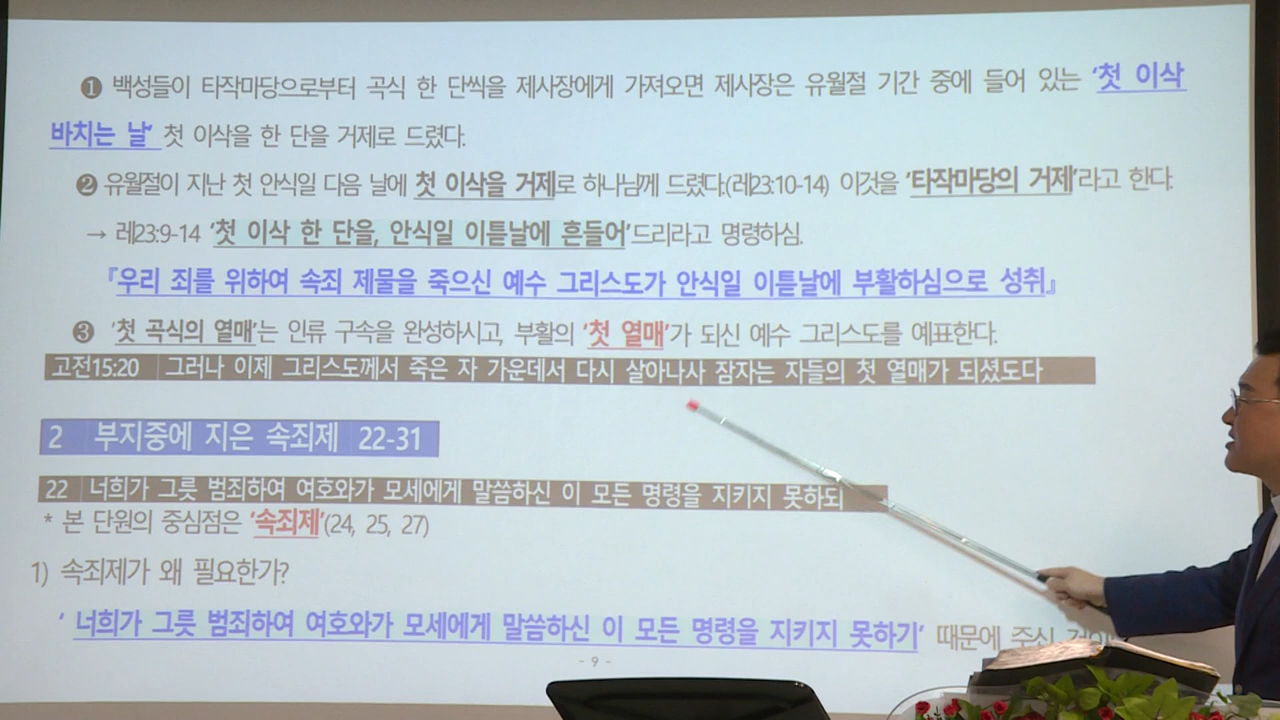 ❶ 백성들이 타작마당으로부터 곡식 한 단씩을 제사장에게 가져오면 제사장은 유월절 기간 중에 들어 있는 '첫 이삭
바치는 날' 첫 이삭을 한 단을 거제로 드렸다.
❷ 유월절이 지난 첫 안식일 다음 날에 첫 이삭을 거제로 하나님께 드렸다.(레23:10-14) 이것을 '타작마당의 거제'라고 한다.
→ 레23:9-14 '첫 이삭 한 단을, 안식일 이튿날에 흔들어'드리라고 명령하심.
『우리 죄를 위하여 속죄 제물을 죽으신 예수 그리스도가 안식일 이튿날에 부활하심으로 성취』
❸ '첫 곡식의 열매'는 인류 구속을 완성하시고, 부활의 '첫 열매'가 되신 예수 그리스도를 예표한다.
고전15:20 그러나 이제 그리스도께서 죽은 자 가운데서 다시 살아나사 잠자는 자들의 첫 열매가 되셨도다
2 부지중에 지은 속죄제 22-31
22 너희가 그릇 범죄하여 여호와가 모세에게 말씀하신 이 모든 명령을 지키지 못하되
* 본 단원의 중심점은 '속죄제'(24, 25, 27)
1) 속죄제가 왜 필요한가?
' 너희가 그릇 범죄하여 여호와가 모세에게 말씀하신 이 모든 명령을 지키지 못하기' 때문에 주신
- 9 -